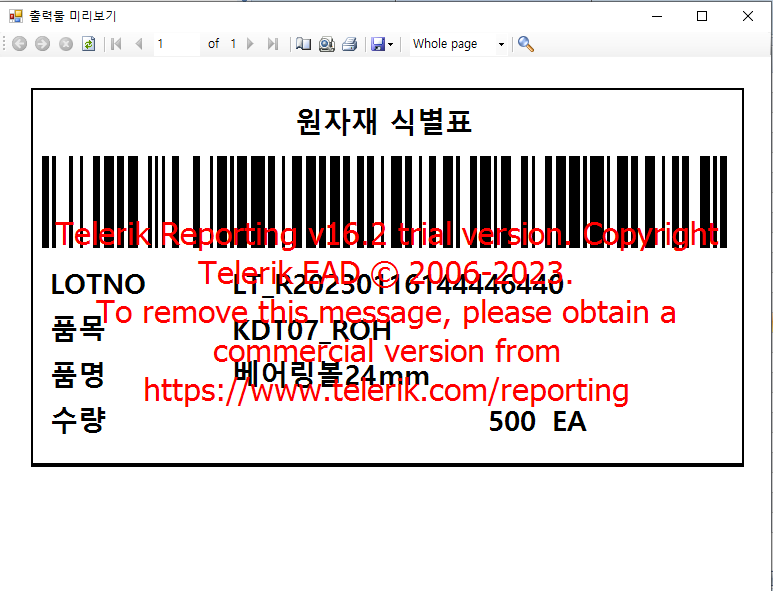 출력물 미리보기
1 of 1 Whole page
원자재 식별표
Telerik Reporting v16.2 trial version. Copyright
Telerik EAD © 2006-2023.
LOTNO LT_R20230116144446440
To remove this message, please obtain a
품목 KDT07_ROH
commercial version from
품명 베어링볼24mm
https://www.telerik.com/reporting
수량 500 EA